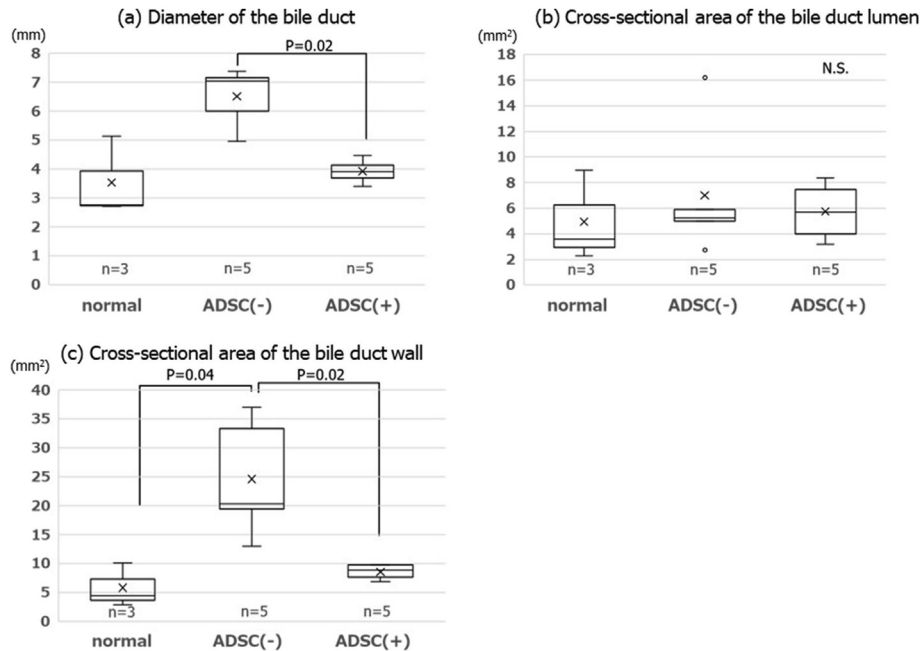 (a) Diameter of the bile duct
(mm)
P=0.02
8
7
6
5
4
3
2
1
0
n=3 n=5 n=5
normal ADSC(-) ADSC(+)
(b) Cross-sectional area of the bile duct lumen
(mm²)
N.S.
18
16
14
12
10
8
6
4
2
0
n=3 n=5 n=5
normal ADSC(-) ADSC(+)
(c) Cross-sectional area of the bile duct wall
(mm²)
P=0.04 P=0.02
40
35
30
25
20
15
10
5
0
n=3 n=5 n=5
normal ADSC(-) ADSC(+)